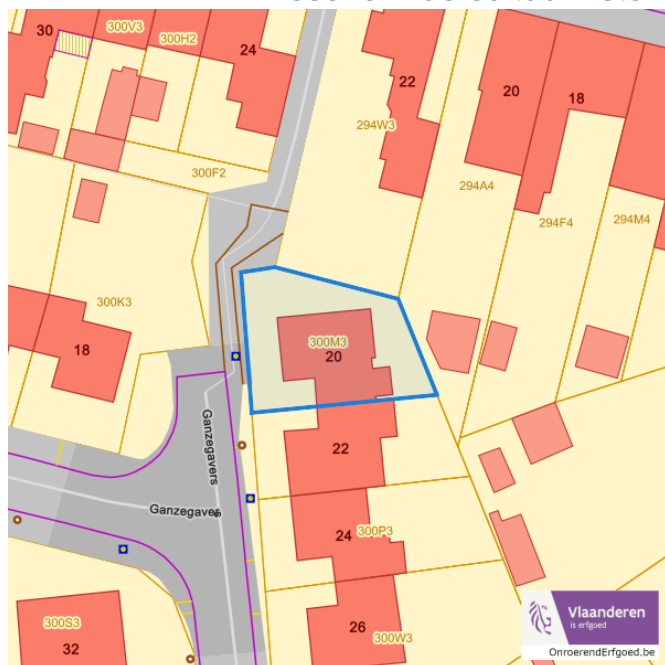 30
300V3
300H2
24
22
20
18
294W3
300F2
294A4
294F4
294M4
300K3
18
300M3
20
Ganzegavers
22
Ganzegavers
24
300P3
300S3
32
26
300W3
Vlaanderen
is erfgoed
OnroerendErfgoed.be